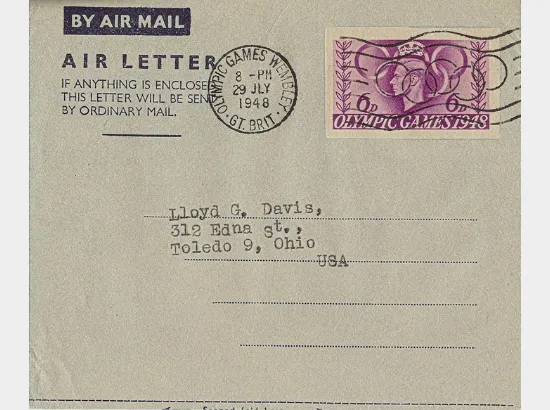 BY AIR MAIL
AIR LETTER
IF ANYTHING IS ENCLOSED
THIS LETTER WILL BE SENT
BY ORDINARY MAIL.
OLYMPIC GAMES WEMBLEY
8 - PM
29 JLY
1948
· GT. BRIT. ·
6D 6D
OLYMPIC GAMES 1948
Lloyd G. Davis,
312 Edna St.,
Toledo 9, Ohio
USA